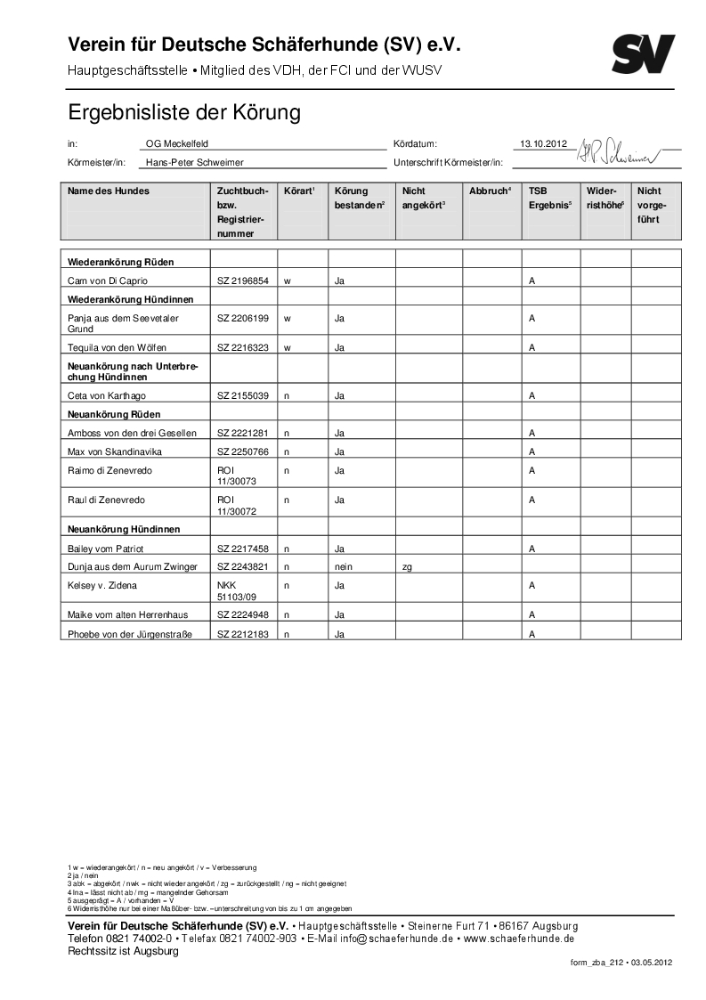 Verein für Deutsche Schäferhunde (SV) e.V.
SV
Hauptgeschäftsstelle • Mitglied des VDH, der FCI und der WUSV
Ergebnisliste der Körung
in: OG Meckelfeld Kördatum: 13.10.2012
Körmeister/in: Hans-Peter Schweimer Unterschrift Körmeister/in: H.P. Schweimer
Name des Hundes Zuchtbuch- Körart¹ Körung Nicht Abbruch⁴ TSB Wider- Nicht
bzw. bestanden² angekört³ Ergebnis⁵ risthöhe⁶ vorge-
Registrier- führt
nummer
Wiederankörung Rüden
Cam von Di Caprio SZ 2196854 w Ja A
Wiederankörung Hündinnen
Panja aus dem Seevetaler SZ 2206199 w Ja A
Grund
Tequila von den Wölfen SZ 2216323 w Ja A
Neuankörung nach Unterbre-
chung Hündinnen
Ceta von Karthago SZ 2155039 n Ja A
Neuankörung Rüden
Amboss von den drei Gesellen SZ 2221281 n Ja A
Max von Skandinavika SZ 2250766 n Ja A
Raimo di Zenevredo ROI n Ja A
11/30073
Raul di Zenevredo ROI n Ja A
11/30072
Neuankörung Hündinnen
Bailey vom Patriot SZ 2217458 n Ja A
Dunja aus dem Aurum Zwinger SZ 2243821 n nein zg
Kelsey v. Zidena NKK n Ja A
51103/09
Maike vom alten Herrenhaus SZ 2224948 n Ja A
Phoebe von der Jürgenstraße SZ 2212183 n Ja A
1 w = wiederangekört / n = neu angekört / v = Verbesserung
2 ja / nein
3 abk = abgekört / nwk = nicht wieder angekört / zg = zurückgestellt / ng = nicht geeignet
4 lna = lässt nicht ab / mg = mangelnder Gehorsam
5 ausgeprägt = A / vorhanden = V
6 Widerristhöhe nur bei einer Maßüber- bzw. –unterschreitung von bis zu 1 cm angegeben
Verein für Deutsche Schäferhunde (SV) e.V. • Hauptgeschäftsstelle • Steinerne Furt 71 • 86167 Augsburg
Telefon 0821 74002-0 • Telefax 0821 74002-903 • E-Mail info@schaeferhunde.de • www.schaeferhunde.de
Rechtssitz ist Augsburg
form_zba_212 • 03.05.2012